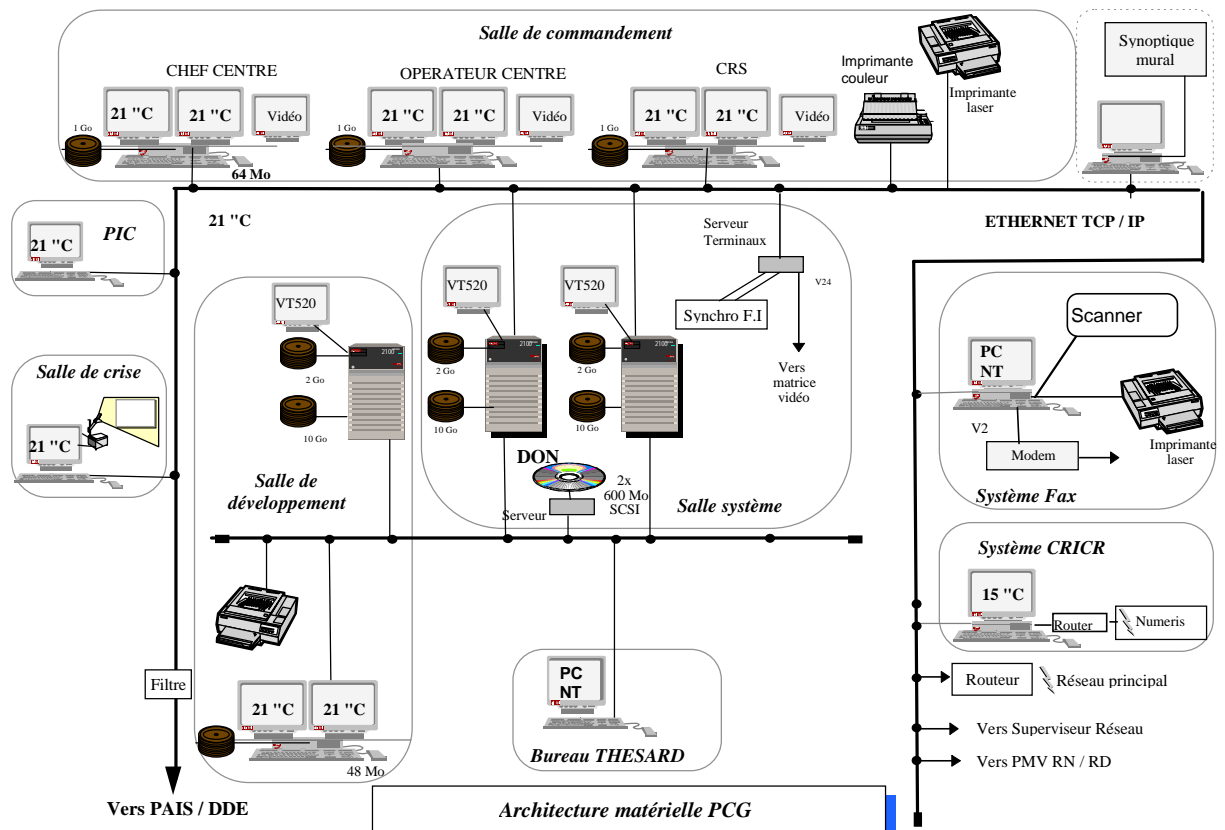 Salle de commandement
CHEF CENTRE
OPERATEUR CENTRE
CRS
Imprimante
couleur
Imprimante
laser
Synoptique
mural
21 "C
21 "C
Vidéo
1 Go
64 Mo
21 "C
21 "C
Vidéo
1 Go
21 "C
21 "C
Vidéo
1 Go
21 "C
ETHERNET TCP / IP
PIC
21 "C
Salle de crise
21 "C
Filtre
Vers PAIS / DDE
VT520
2100
2 Go
10 Go
Salle de
développement
21 "C
21 "C
48 Mo
VT520
2100
2 Go
10 Go
VT520
2100
2 Go
10 Go
Serveur
Terminaux
V24
Synchro F.I
Vers
matrice
vidéo
DON
2x
600 Mo
SCSI
Serveur
Salle système
PC
NT
Bureau THESARD
Scanner
PC
NT
V2
Modem
Imprimante
laser
Système Fax
Système CRICR
15 "C
Router
Numeris
Routeur
Réseau principal
Vers Superviseur Réseau
Vers PMV RN / RD
Architecture matérielle PCG